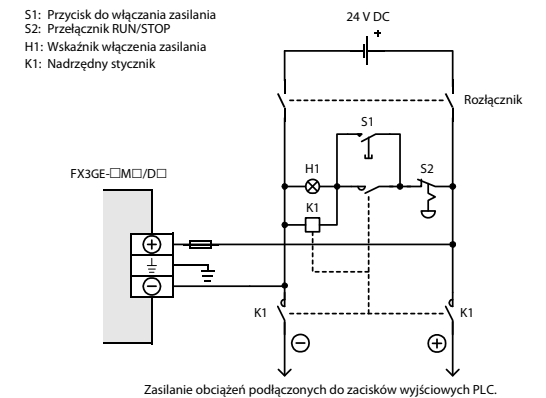 S1: Przycisk do włączania zasilania
S2: Przełącznik RUN/STOP
H1: Wskaźnik włączenia zasilania
K1: Nadrzędny stycznik
24 V DC
+
Rozłącznik
S1
FX3GE-□M□/D□
H1
S2
K1
+
−
K1
K1
−
+
Zasilanie obciążeń podłączonych do zacisków wyjściowych PLC.